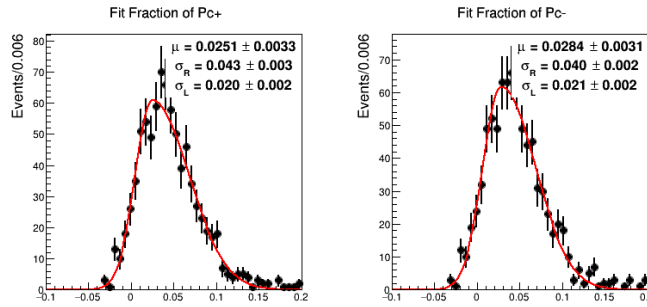 Fit Fraction of Pc+
Events/0.006
80
70
60
50
40
30
20
10
0
μ = 0.0251 ± 0.0033
σR = 0.043 ± 0.003
σL = 0.020 ± 0.002
−0.1 −0.05 0 0.05 0.1 0.15 0.2
Fit Fraction of Pc-
Events/0.006
70
60
50
40
30
20
10
0
μ = 0.0284 ± 0.0031
σR = 0.040 ± 0.002
σL = 0.021 ± 0.002
−0.1 −0.05 0 0.05 0.1 0.15 0.2